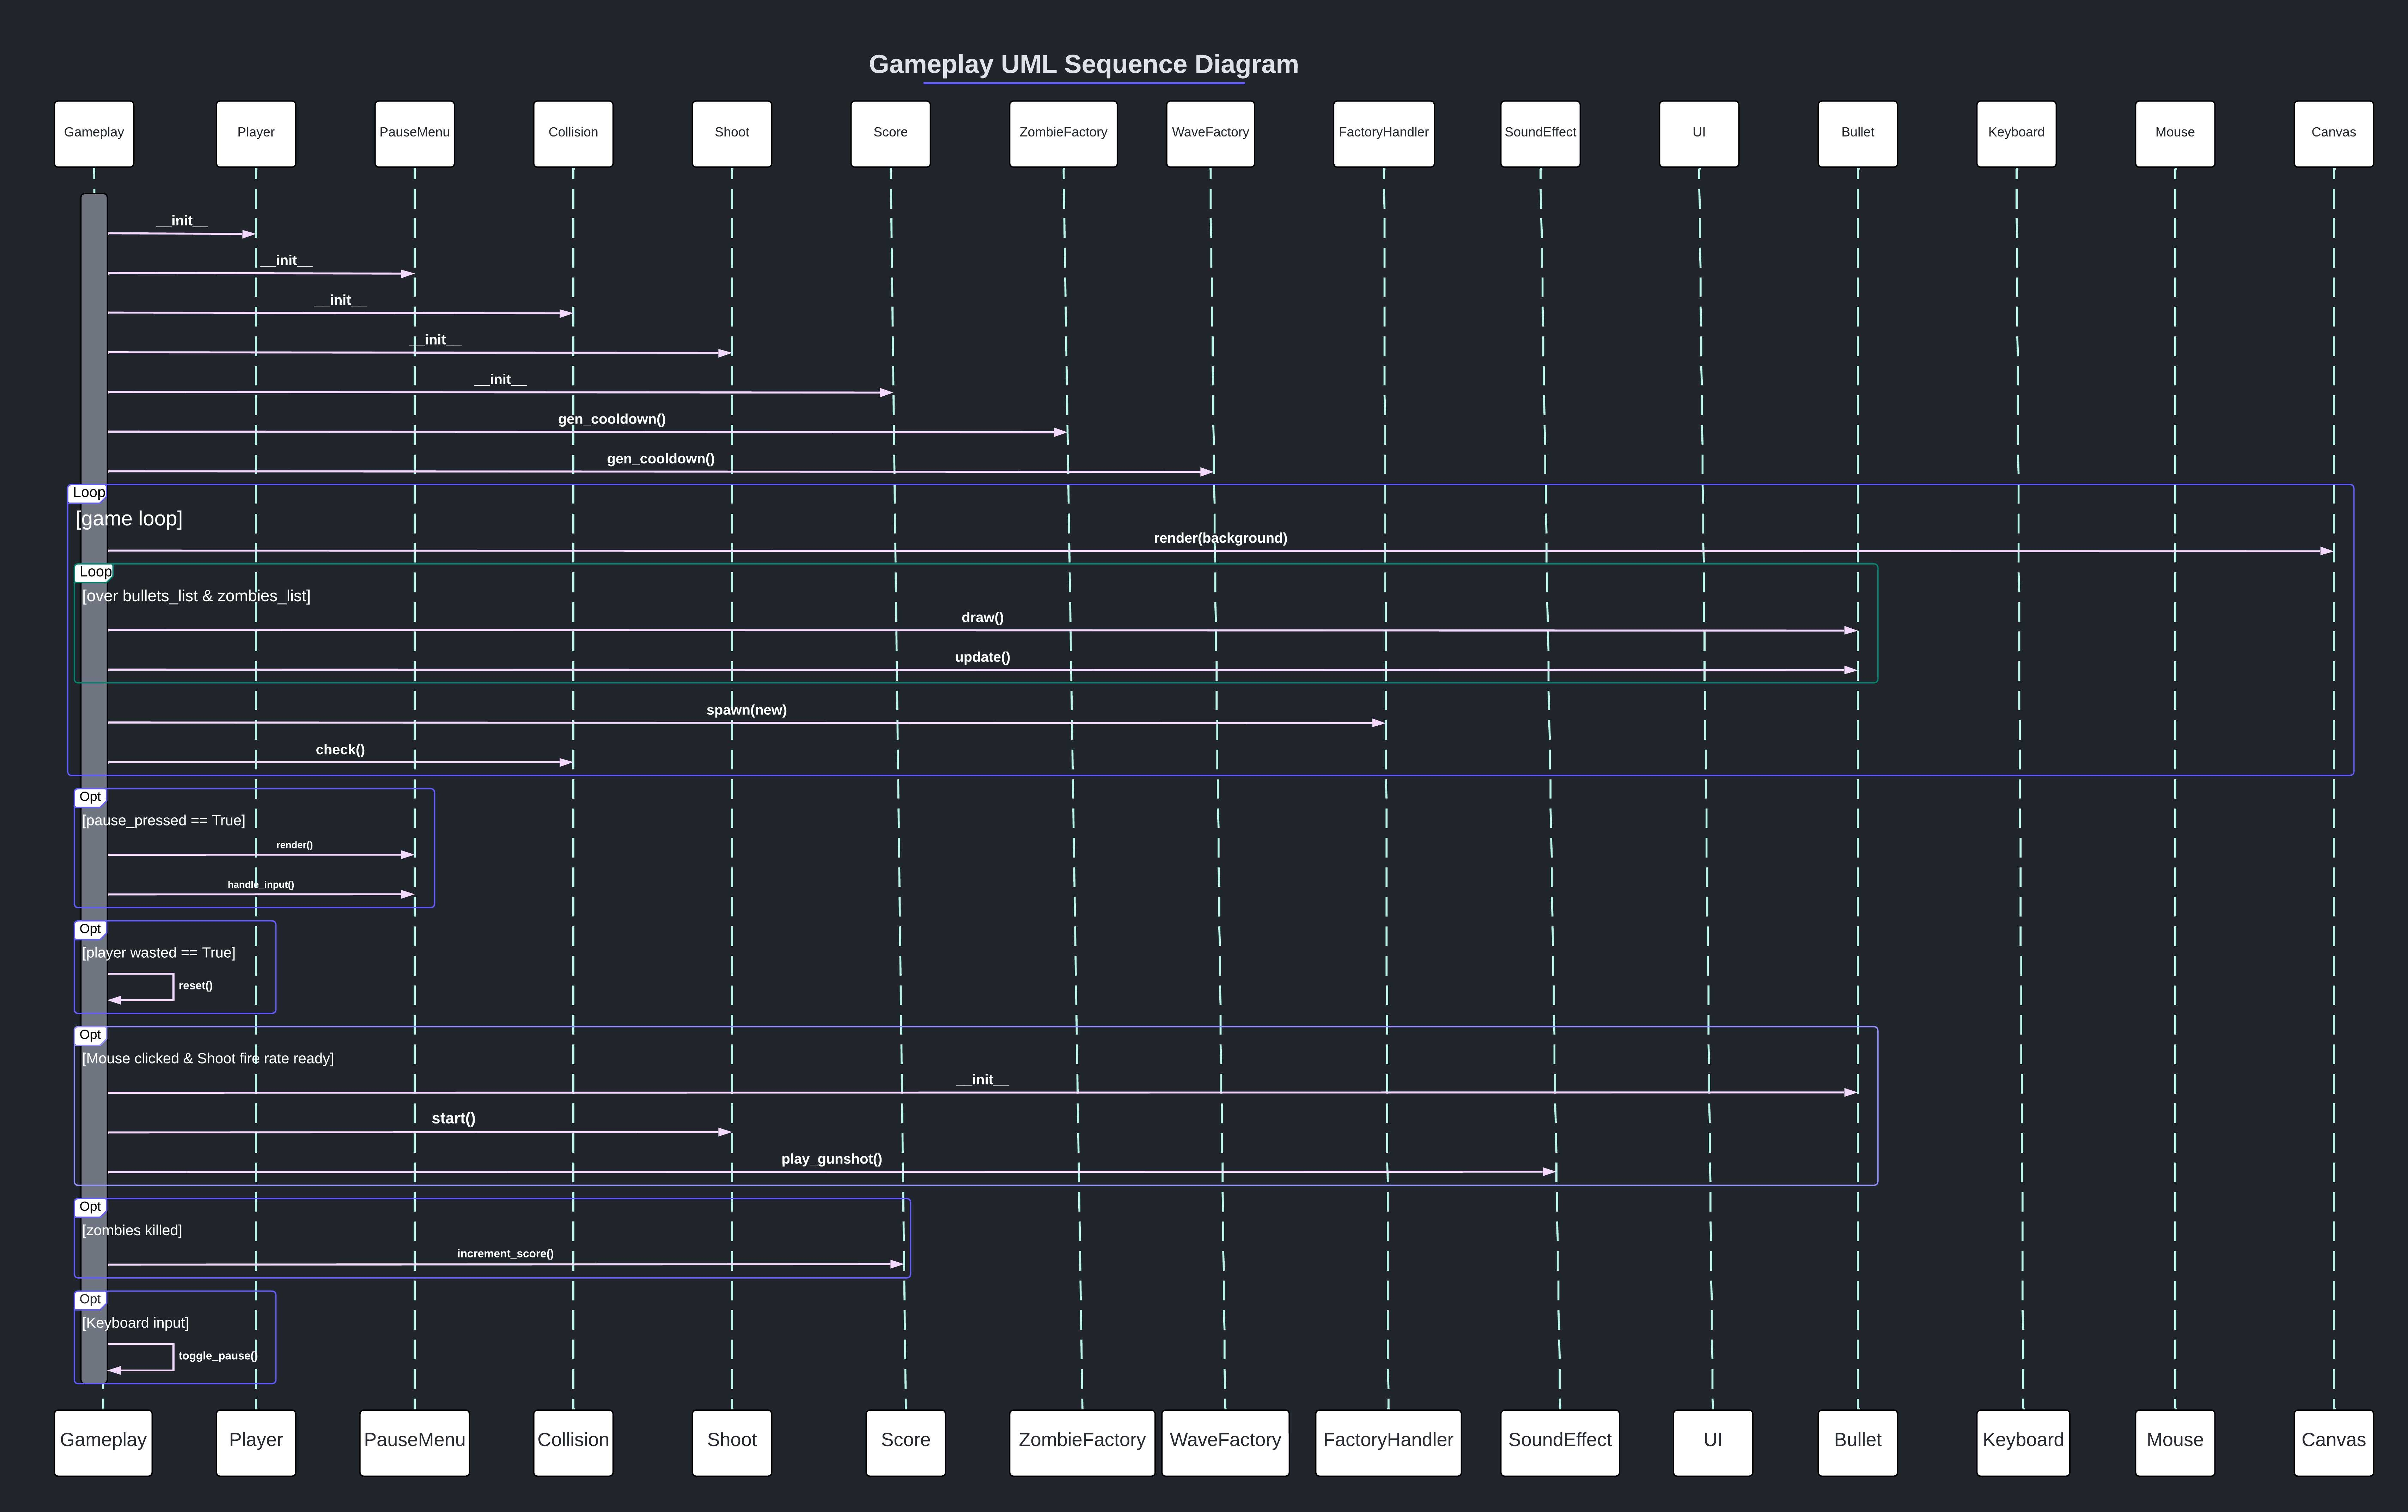 Gameplay UML Sequence Diagram
Gameplay
Player
PauseMenu
Collision
Shoot
Score
ZombieFactory
WaveFactory
FactoryHandler
SoundEffect
UI
Bullet
Keyboard
Mouse
Canvas
__init__
__init__
__init__
__init__
__init__
gen_cooldown()
gen_cooldown()
Loop
[game loop]
render(background)
Loop
[over bullets_list & zombies_list]
draw()
update()
spawn(new)
check()
Opt
[pause_pressed == True]
render()
handle_input()
Opt
[player wasted == True]
reset()
Opt
[Mouse clicked & Shoot fire rate ready]
__init__
start()
play_gunshot()
Opt
[zombies killed]
increment_score()
Opt
[Keyboard input]
toggle_pause()
Gameplay
Player
PauseMenu
Collision
Shoot
Score
ZombieFactory
WaveFactory
FactoryHandler
SoundEffect
UI
Bullet
Keyboard
Mouse
Canvas